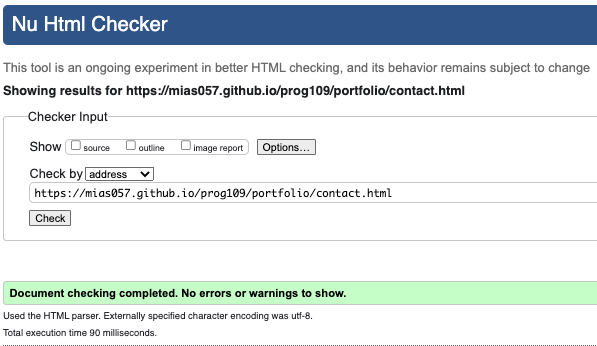 Nu Html Checker
This tool is an ongoing experiment in better HTML checking, and its behavior remains subject to change
Showing results for https://mias057.github.io/prog109/portfolio/contact.html
Checker Input
Show source outline image report Options...
Check by address
https://mias057.github.io/prog109/portfolio/contact.html
Check
Document checking completed. No errors or warnings to show.
Used the HTML parser. Externally specified character encoding was utf-8.
Total execution time 90 milliseconds.